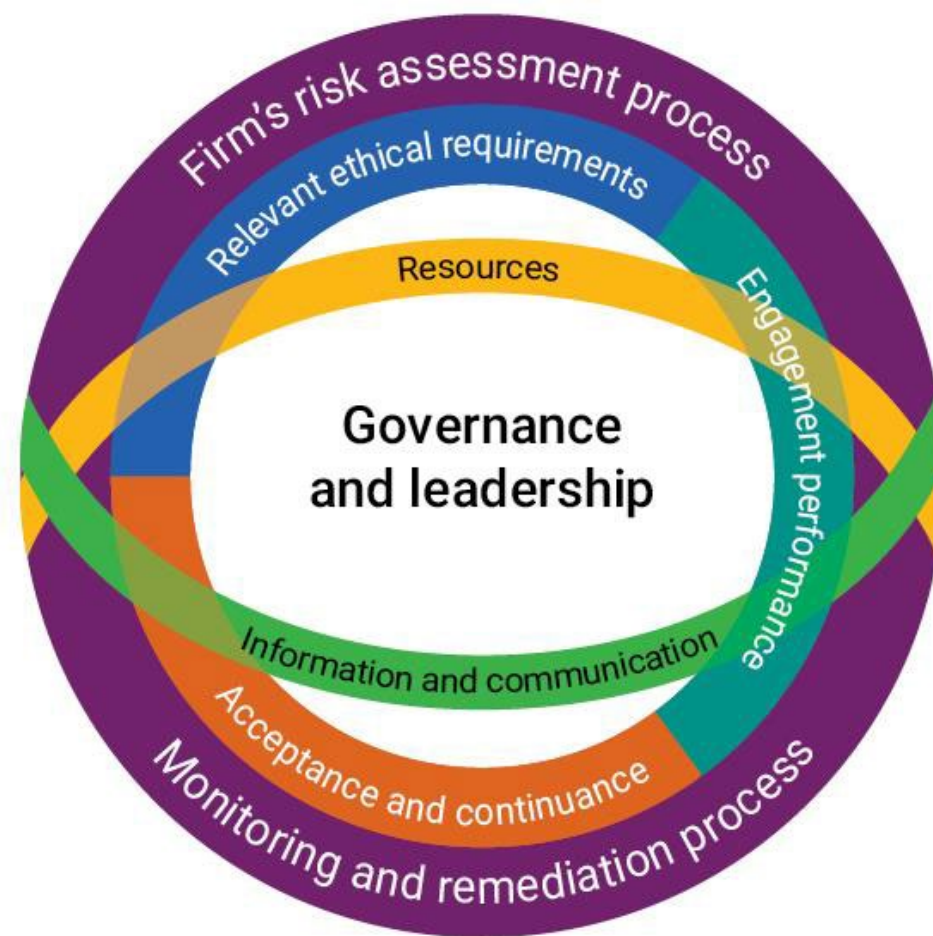 Firm's risk assessment process
Relevant ethical requirements
Resources
Engagement performance
Governance
and leadership
Information and communication
Acceptance and continuance
Monitoring and remediation process